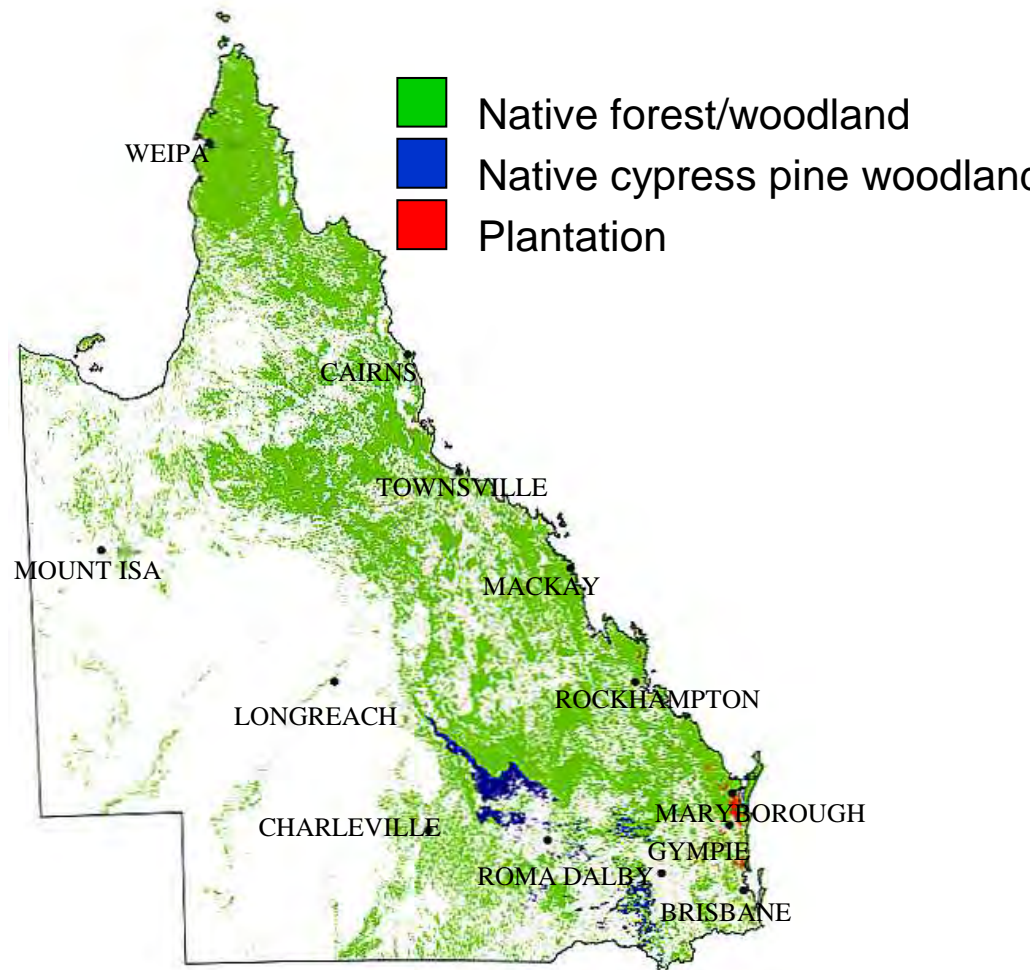 Native forest/woodland
WEIPA
Native cypress pine woodland
Plantation
CAIRNS
TOWNSVILLE
MOUNT ISA
MACKAY
ROCKHAMPTON
LONGREACH
MARYBOROUGH
CHARLEVILLE
GYMPIE
ROMA DALBY
BRISBANE